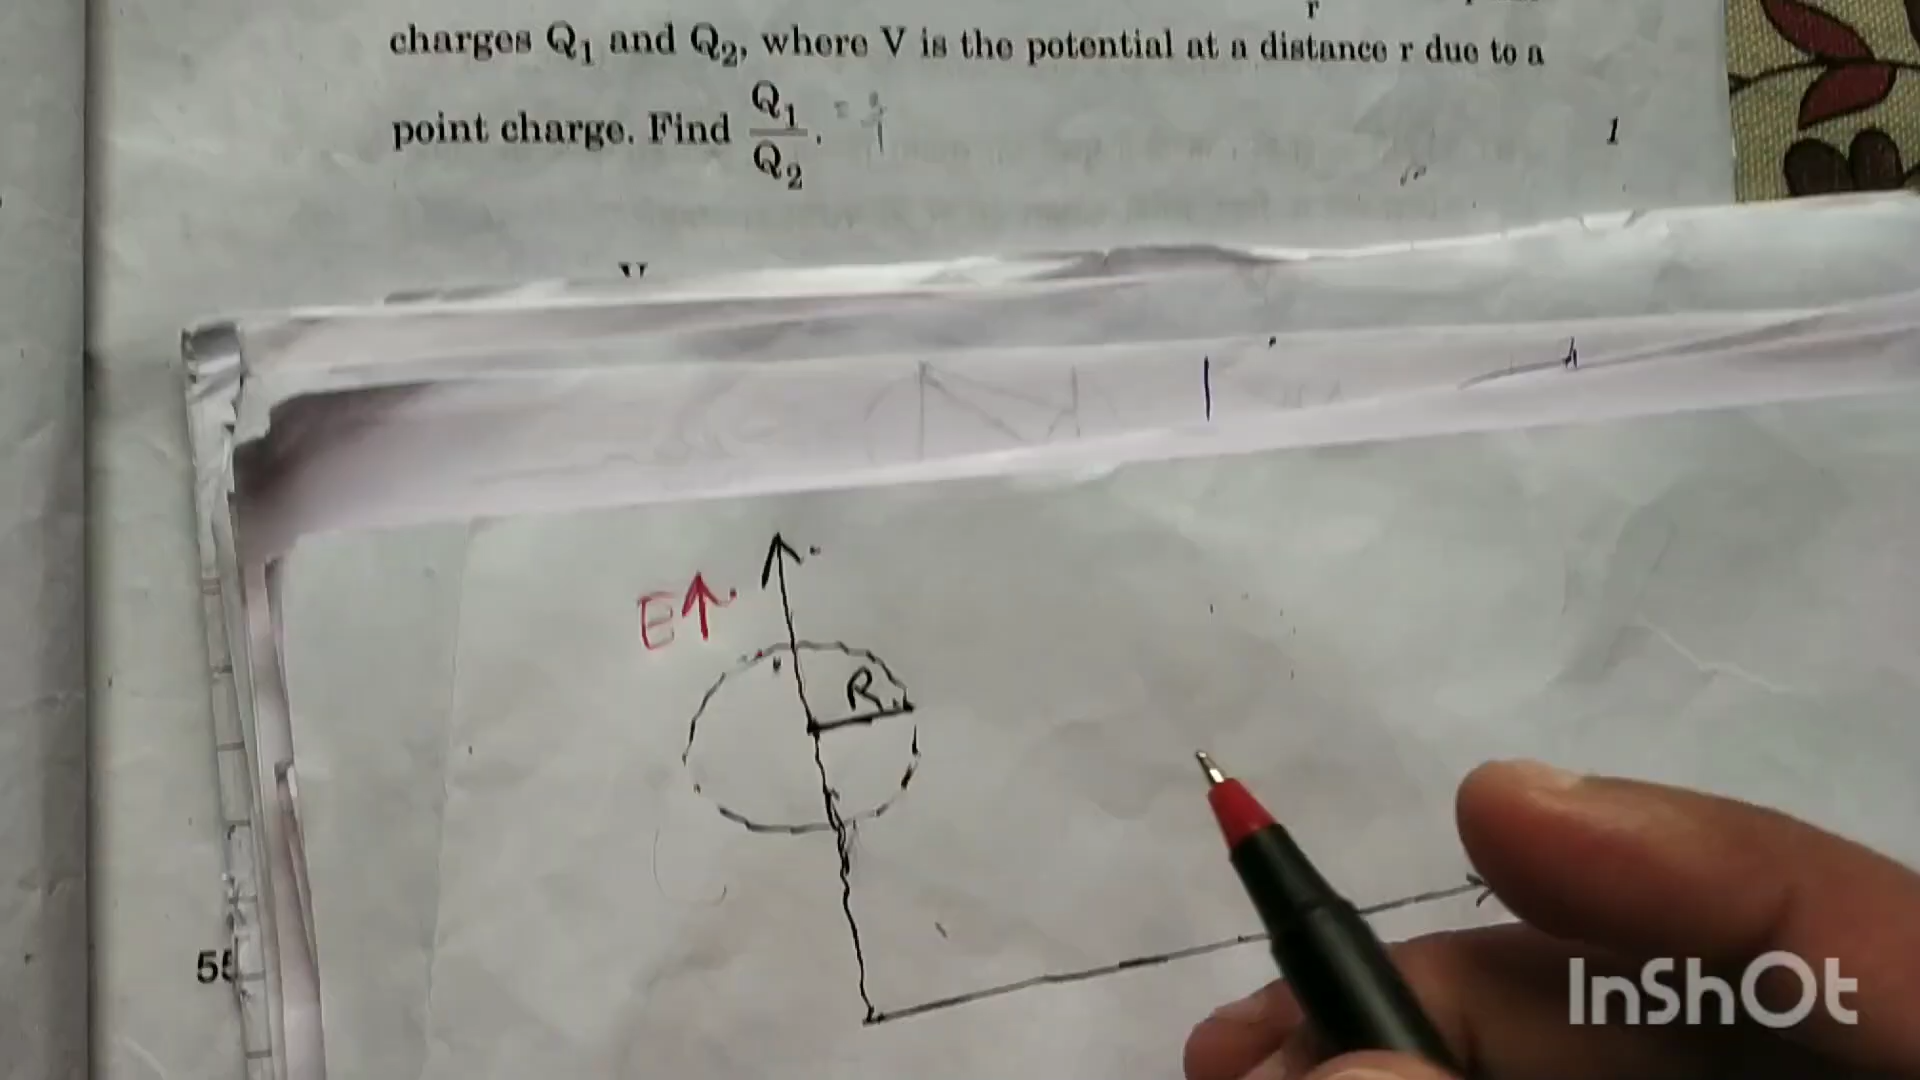 r
charges Q₁ and Q₂, where V is the potential at a distance r due to a
point charge. Find Q₁/Q₂.
1
V
E↑
R
InShOt